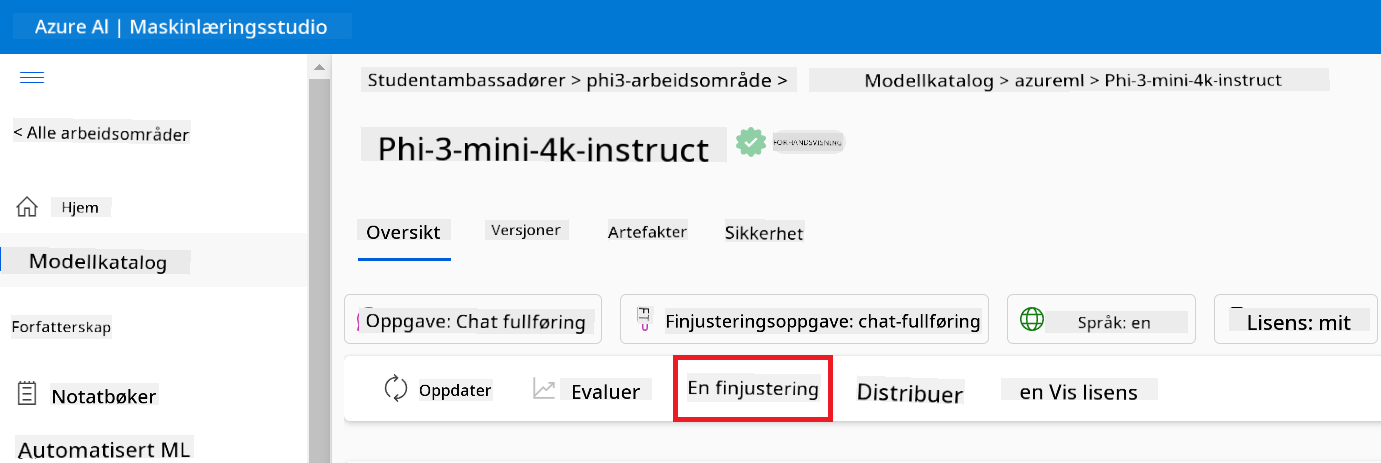 Azure AI | Maskinlæringsstudio
Studentambassadører > phi3-arbeidsområde > Modellkatalog > azureml > Phi-3-mini-4k-instruct
< Alle arbeidsområder
Phi-3-mini-4k-instruct
FORHÅNDSVISNING
Hjem
Oversikt
Versjoner
Artefakter
Sikkerhet
Modellkatalog
Forfatterskap
Oppgave: Chat fullføring
FT
Finjusteringsoppgave: chat-fullføring
Språk: en
Lisens: mit
Notatbøker
Oppdater
Evaluer
En finjustering
Distribuer
en Vis lisens
Automatisert ML